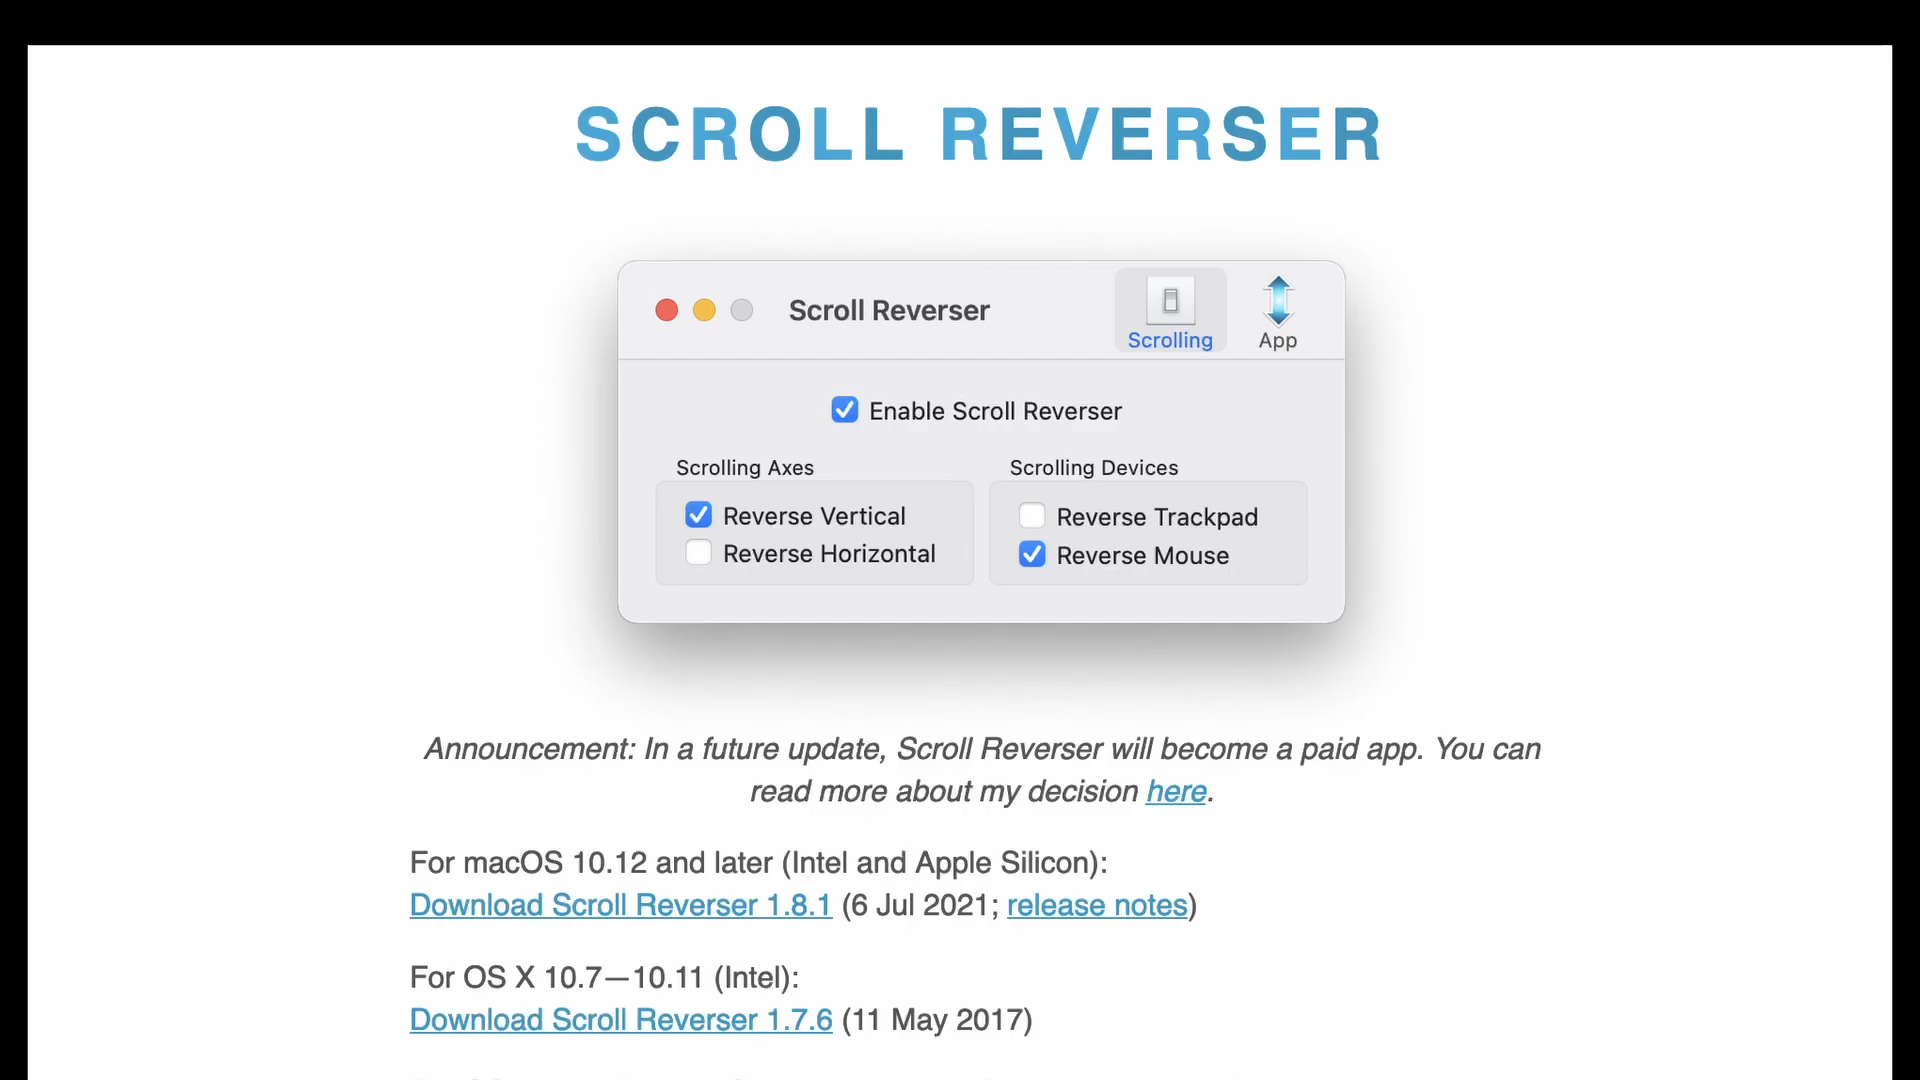 SCROLL REVERSER
Scroll Reverser
Scrolling
App
Enable Scroll Reverser
Scrolling Axes
Scrolling Devices
Reverse Vertical
Reverse Trackpad
Reverse Horizontal
Reverse Mouse
Announcement: In a future update, Scroll Reverser will become a paid app. You can
read more about my decision here.
For macOS 10.12 and later (Intel and Apple Silicon):
Download Scroll Reverser 1.8.1 (6 Jul 2021; release notes)
For OS X 10.7—10.11 (Intel):
Download Scroll Reverser 1.7.6 (11 May 2017)